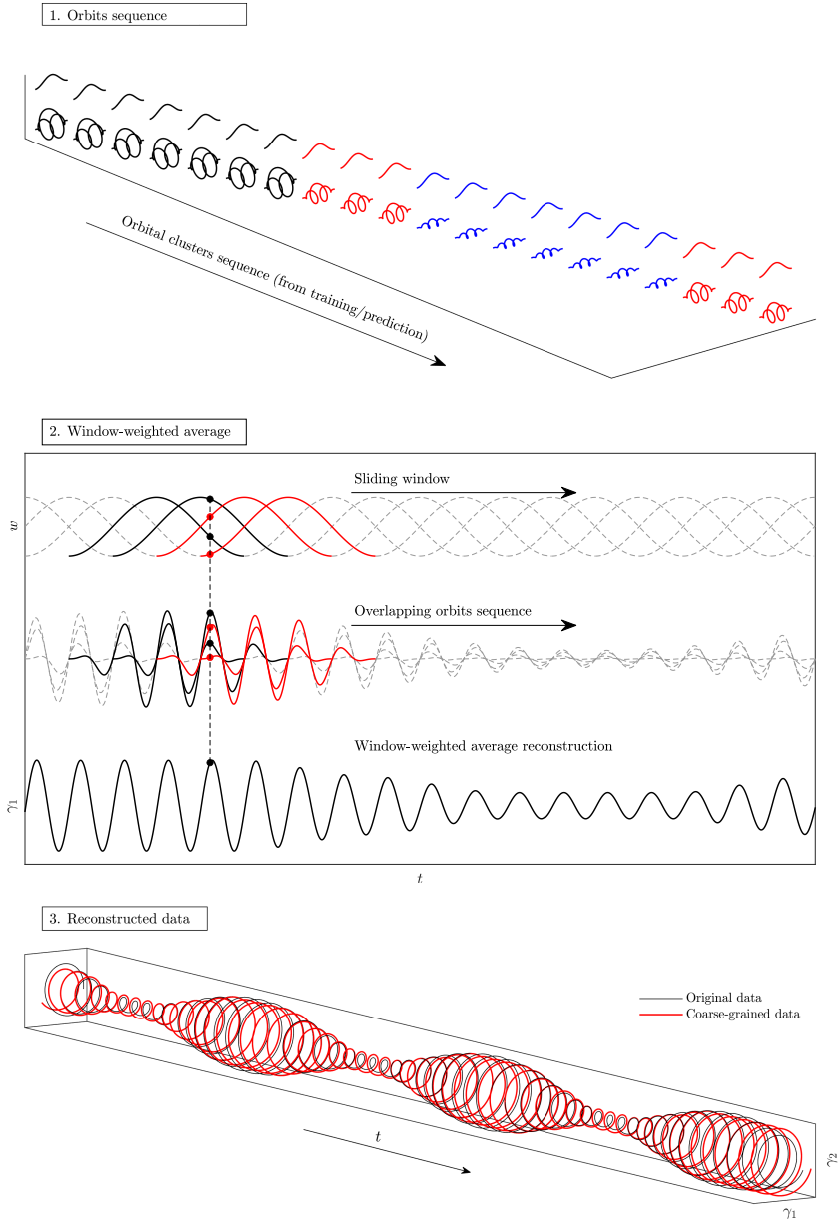 1. Orbits sequence
Orbital clusters sequence (from training/prediction)
2. Window-weighted average
Sliding window
w
Overlapping orbits sequence
Window-weighted average reconstruction
γ₁
t
3. Reconstructed data
Original data
Coarse-grained data
t
γ₂
γ₁